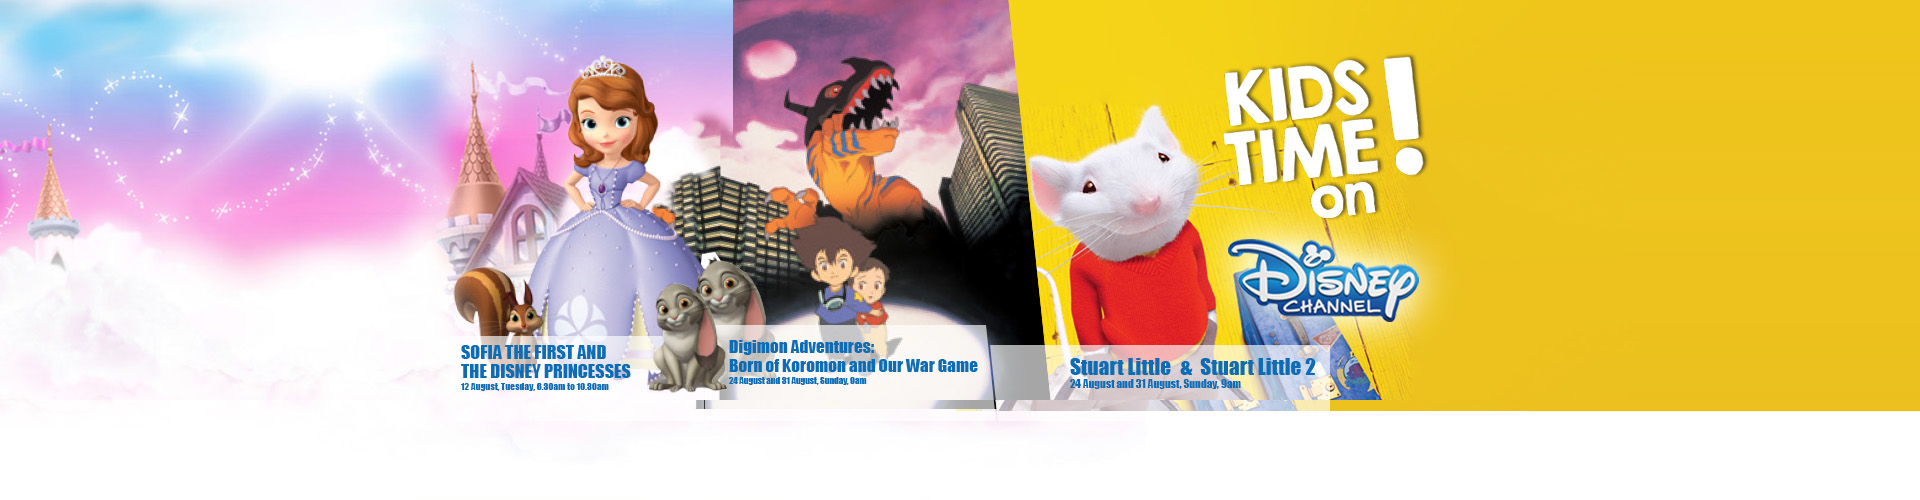 SOFIA THE FIRST AND
THE DISNEY PRINCESSES
12 August, Tuesday, 6.30am to 10.30am
Digimon Adventures:
Born of Koromon and Our War Game
24 August and 31 August, Sunday, 9am
Stuart Little & Stuart Little 2
24 August and 31 August, Sunday, 9am
KIDS
TIME!
on
DISNEY
CHANNEL